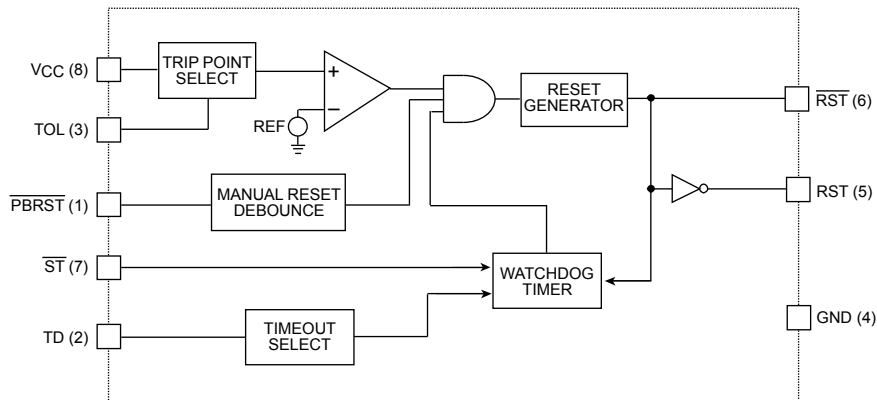 VCC (8)
TRIP POINT
SELECT
+
−
REF
TOL (3)
RESET
GENERATOR
RST (6)
PBRST (1)
MANUAL RESET
DEBOUNCE
RST (5)
ST (7)
WATCHDOG
TIMER
TD (2)
TIMEOUT
SELECT
GND (4)